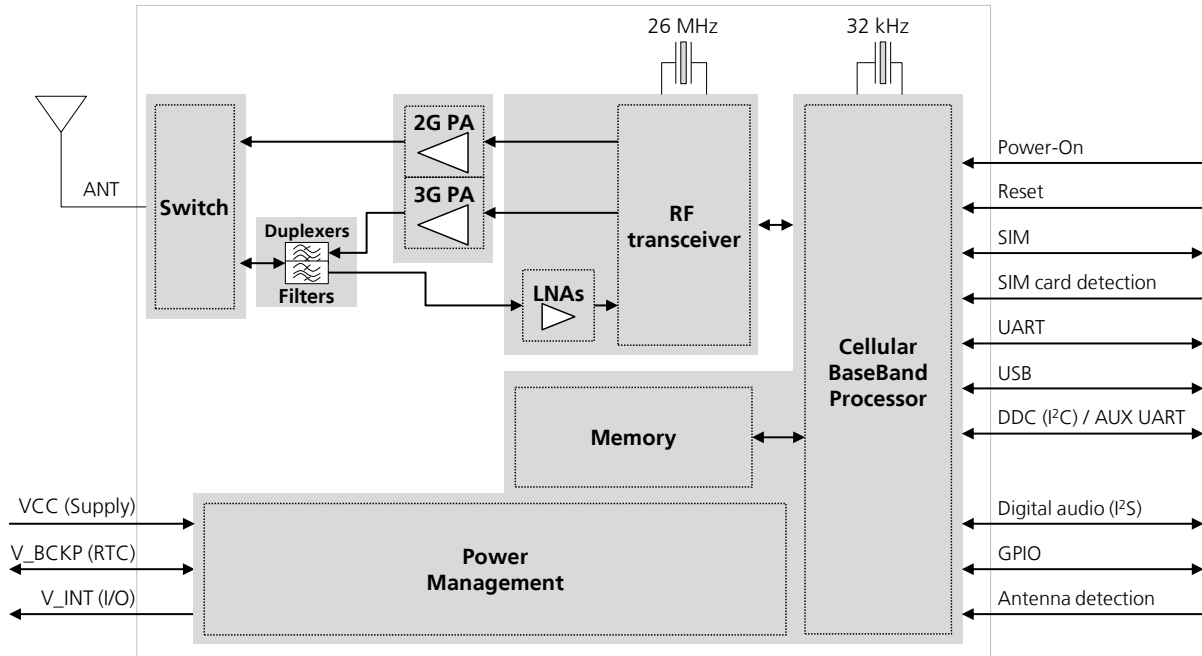 26 MHz
32 kHz
2G PA
3G PA
ANT
Switch
Duplexers
Filters
LNAs
RF
transceiver
Cellular
BaseBand
Processor
Memory
Power
Management
VCC (Supply)
V_BCKP (RTC)
V_INT (I/O)
Power-On
Reset
SIM
SIM card detection
UART
USB
DDC (I²C) / AUX UART
Digital audio (I²S)
GPIO
Antenna detection